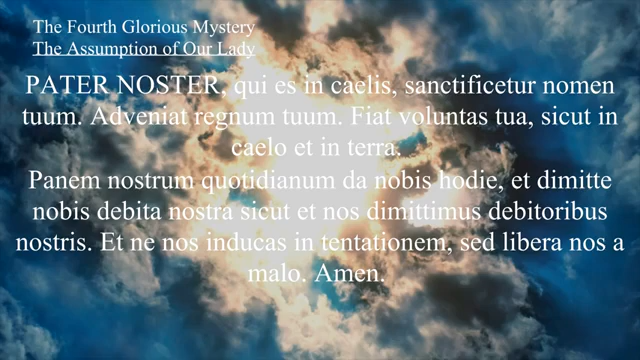 The Fourth Glorious Mystery
The Assumption of Our Lady
PATER NOSTER, qui es in caelis, sanctificetur nomen
tuum. Adveniat regnum tuum. Fiat voluntas tua, sicut in
caelo et in terra.
Panem nostrum quotidianum da nobis hodie, et dimitte
nobis debita nostra sicut et nos dimittimus debitoribus
nostris. Et ne nos inducas in tentationem, sed libera nos a
malo. Amen.